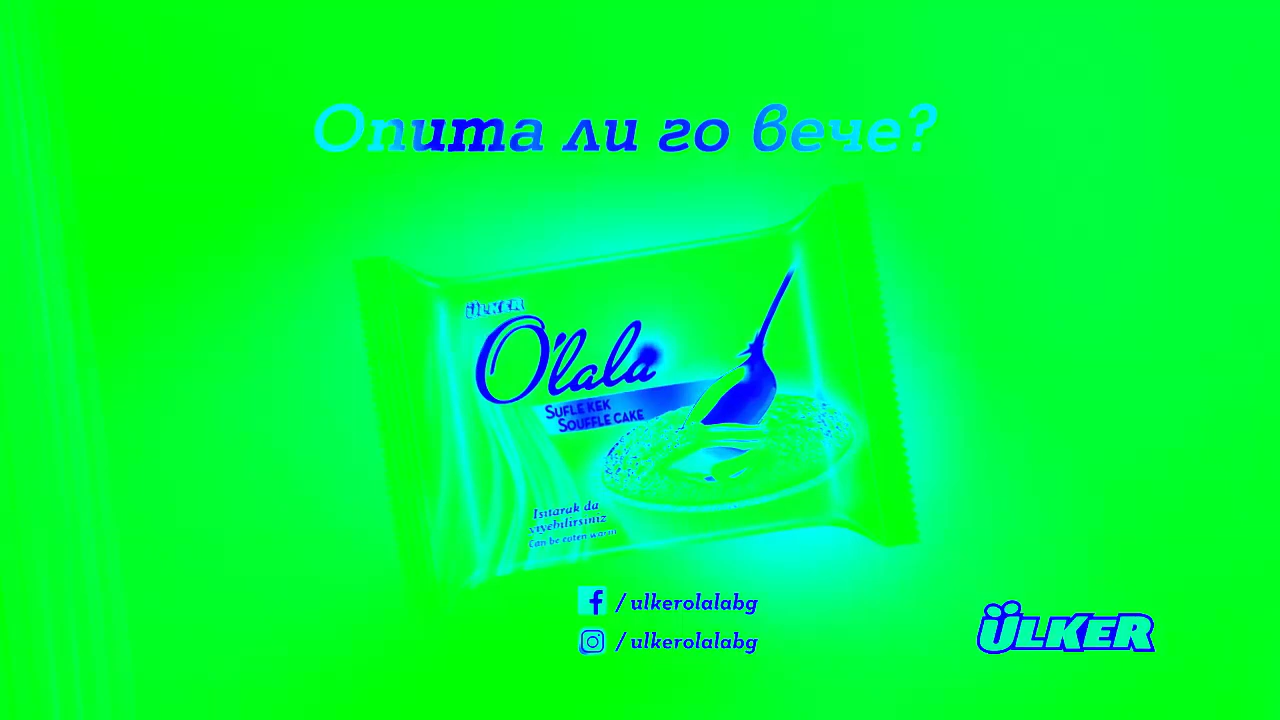 Опита ли го вече?
ÜLKER
O'lala
SUFLE KEK
SOUFFLE CAKE
Isıtarak da
yiyebilirsiniz
Can be eaten warm
/ulkerolalabg
/ulkerolalabg
ÜLKER